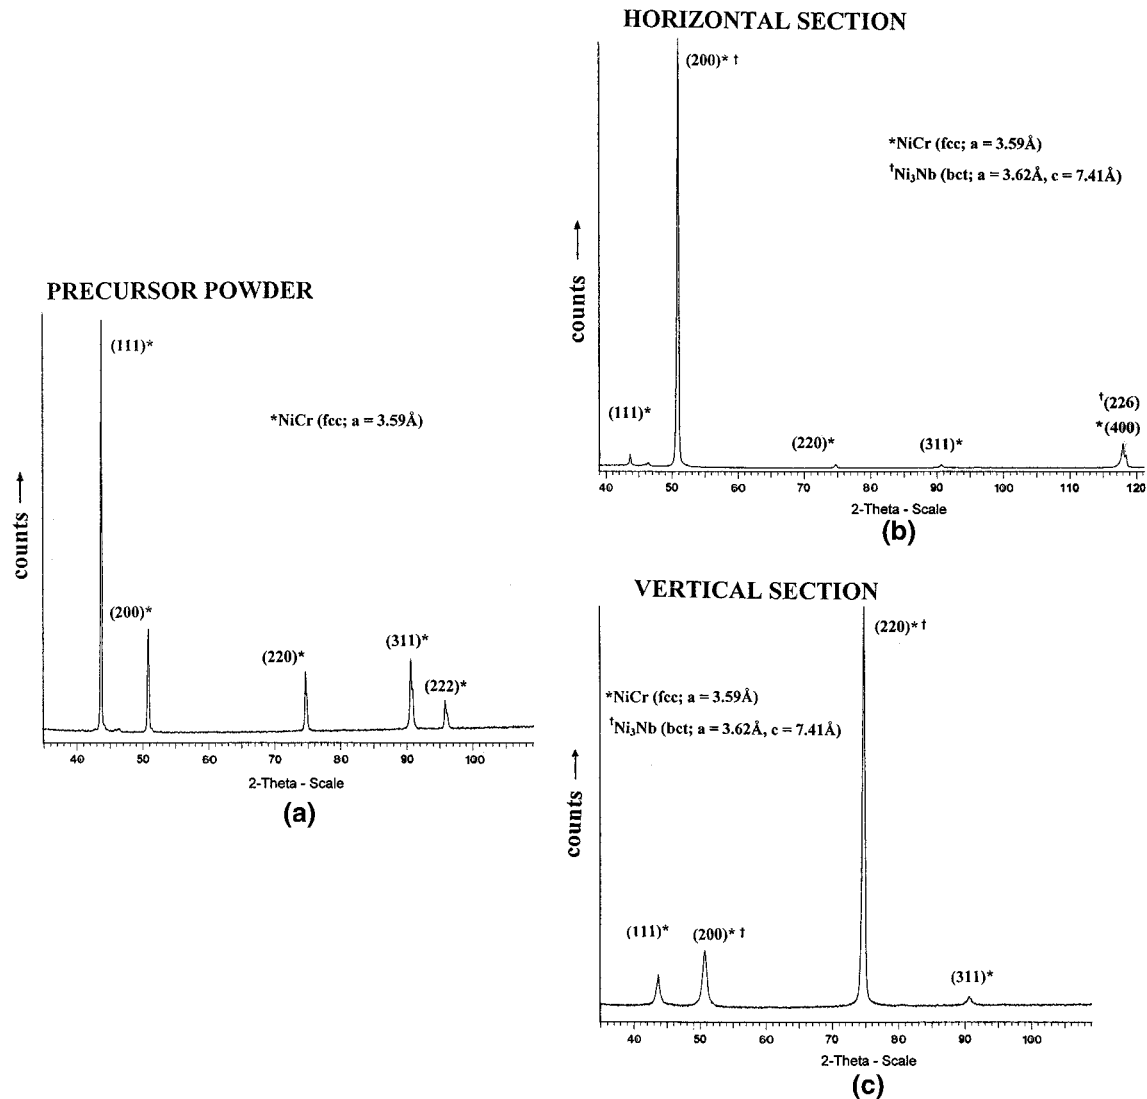 PRECURSOR POWDER
(111)*
*NiCr (fcc; a = 3.59Å)
(200)*
(220)*
(311)*
(222)*
counts →
40 50 60 70 80 90 100
2-Theta - Scale
(a)
HORIZONTAL SECTION
(200)* †
*NiCr (fcc; a = 3.59Å)
†Ni₃Nb (bct; a = 3.62Å, c = 7.41Å)
(111)*
(220)*
(311)*
†(226)
*(400)
counts →
40 50 60 70 80 90 100 110 120
2-Theta - Scale
(b)
VERTICAL SECTION
(220)* †
*NiCr (fcc; a = 3.59Å)
†Ni₃Nb (bct; a = 3.62Å, c = 7.41Å)
(111)*
(200)* †
(311)*
counts →
40 50 60 70 80 90 100
2-Theta - Scale
(c)